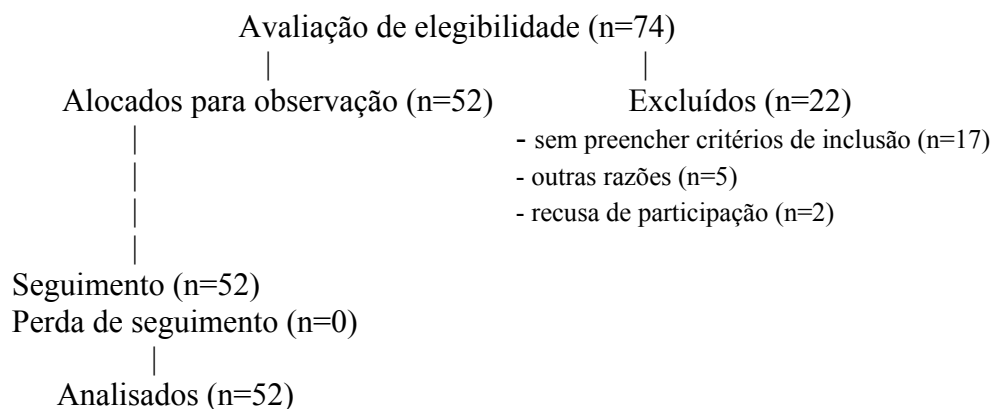 Avaliação de elegibilidade (n=74)
Alocados para observação (n=52)
Excluídos (n=22)
- sem preencher critérios de inclusão (n=17)
- outras razões (n=5)
- recusa de participação (n=2)
Seguimento (n=52)
Perda de seguimento (n=0)
Analisados (n=52)